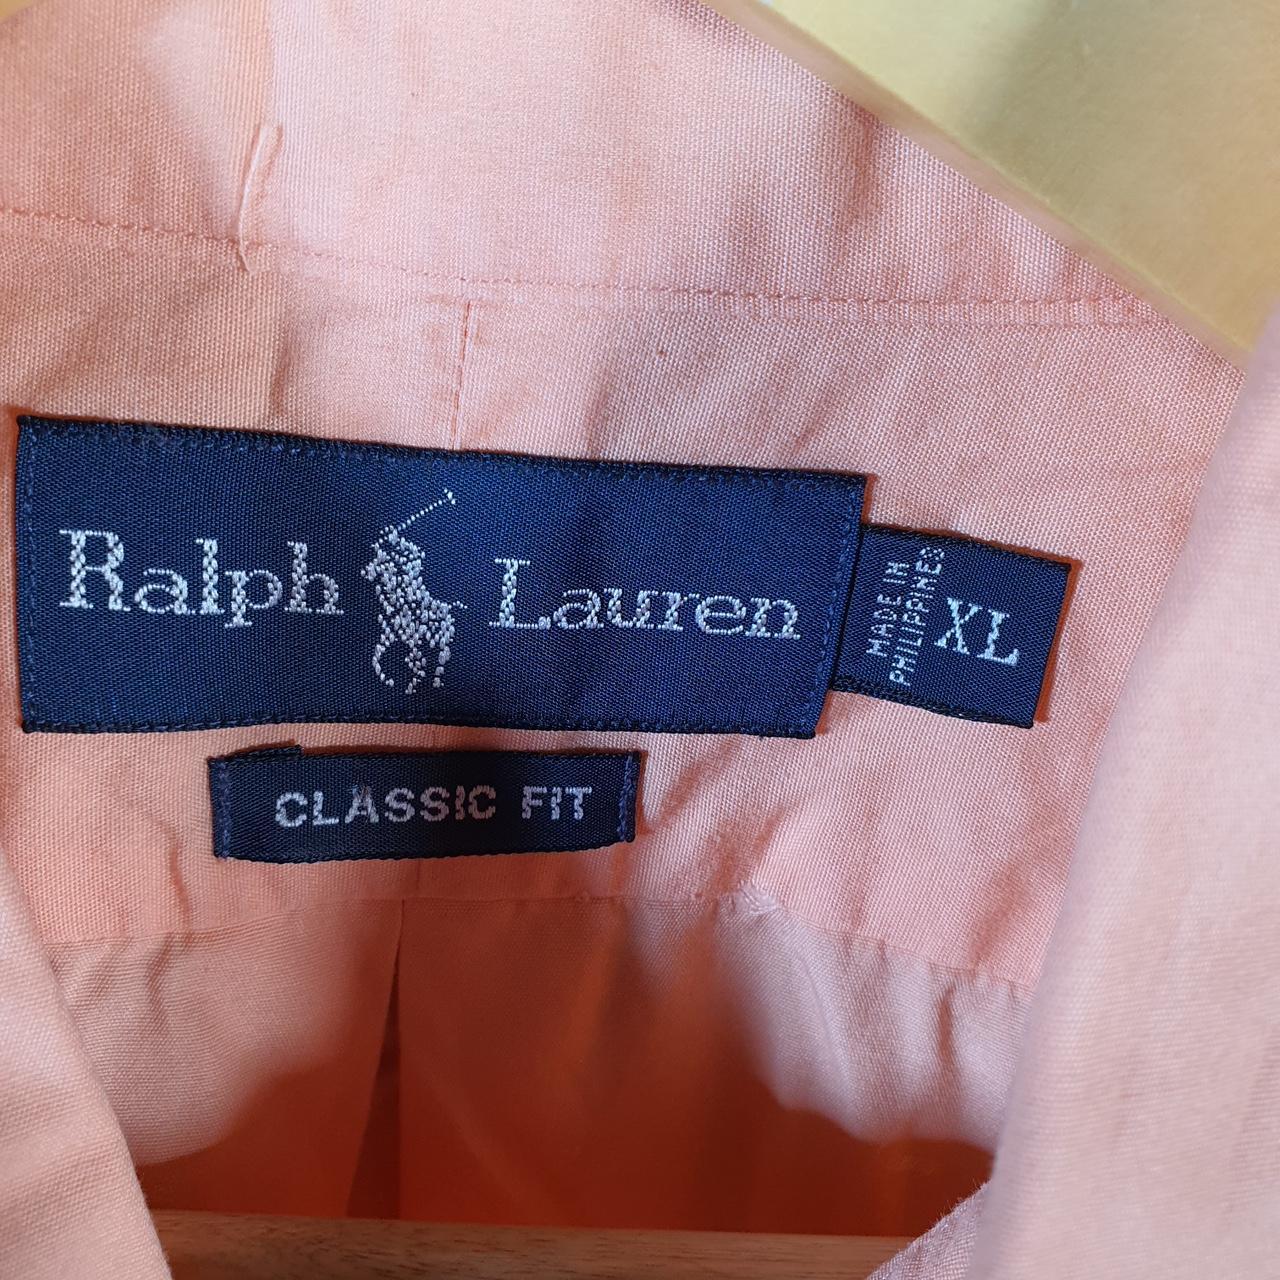 Ralph Lauren
MADE IN
PHILIPPINES
XL
CLASSIC FIT